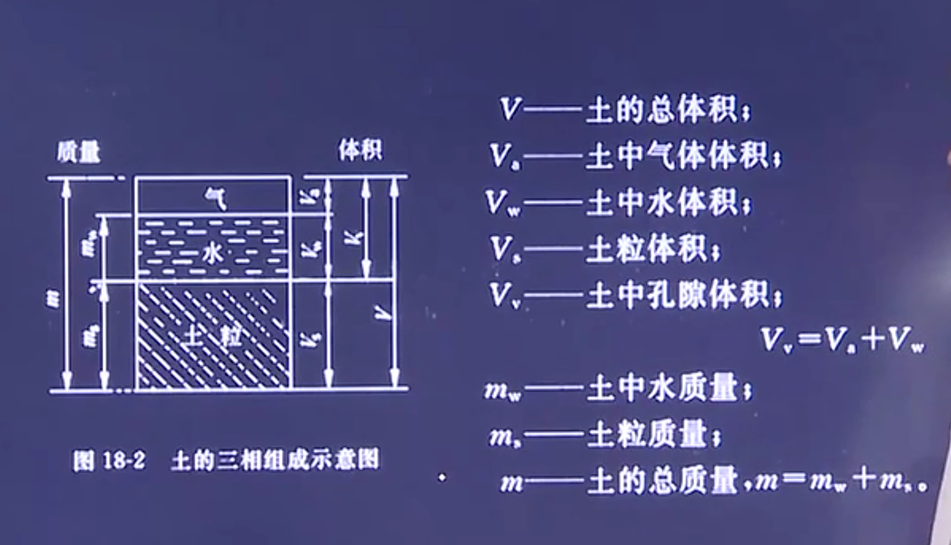 质量
体积
气
水
土粒
m
m_w
m_s
V_a
V_w
V_s
V_v
V
图 18-2 土的三相组成示意图
V——土的总体积；
V_a——土中气体体积；
V_w——土中水体积；
V_s——土粒体积；
V_v——土中孔隙体积；
V_v=V_a+V_w
m_w——土中水质量；
m_s——土粒质量；
m——土的总质量，m=m_w+m_s。